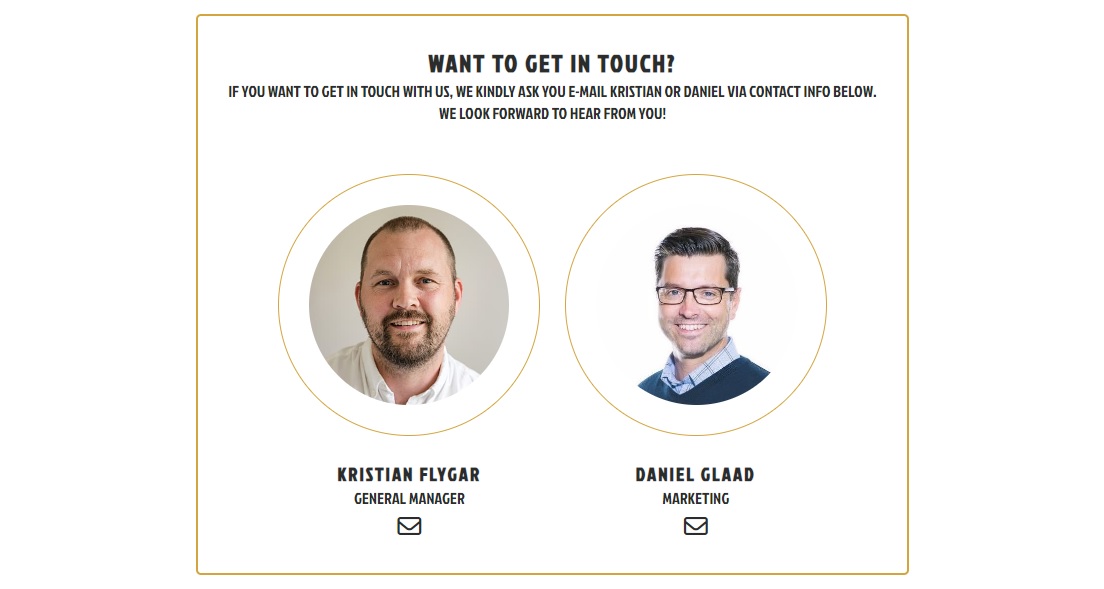 WANT TO GET IN TOUCH?
IF YOU WANT TO GET IN TOUCH WITH US, WE KINDLY ASK YOU E-MAIL KRISTIAN OR DANIEL VIA CONTACT INFO BELOW.
WE LOOK FORWARD TO HEAR FROM YOU!
KRISTIAN FLYGAR
GENERAL MANAGER
DANIEL GLAAD
MARKETING